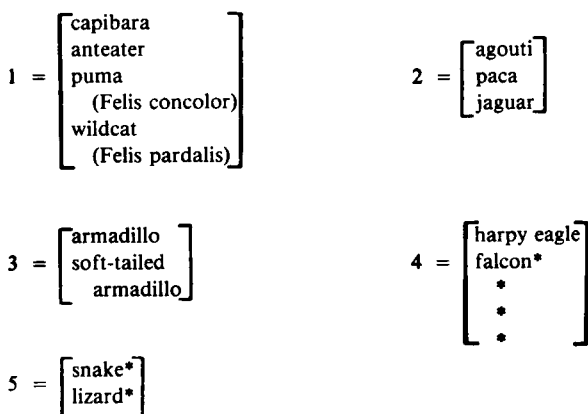 1 = capibara
anteater
puma
(Felis concolor)
wildcat
(Felis pardalis)
2 = agouti
paca
jaguar
3 = armadillo
soft-tailed
armadillo
4 = harpy eagle
falcon*
*
*
*
5 = snake*
lizard*